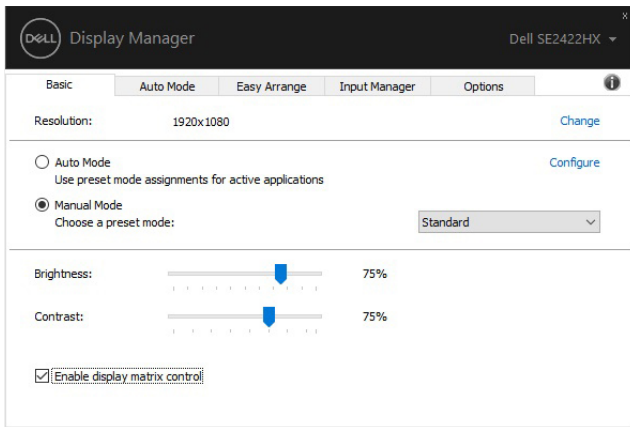 x
DELL Display Manager Dell SE2422HX
Basic Auto Mode Easy Arrange Input Manager Options i
Resolution: 1920x1080 Change
Auto Mode Configure
Use preset mode assignments for active applications
Manual Mode
Choose a preset mode: Standard
Brightness: 75%
Contrast: 75%
Enable display matrix control